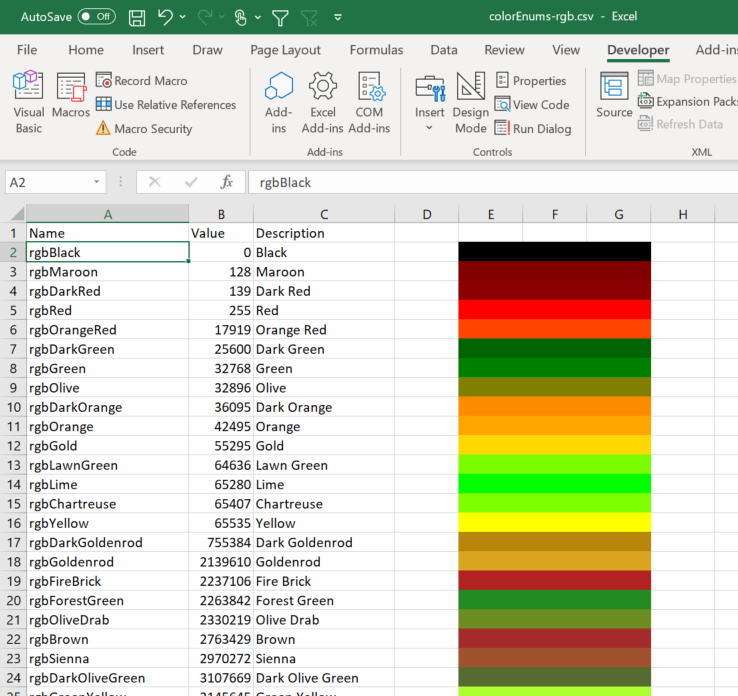 AutoSave Off colorEnums-rgb.csv - Excel
File Home Insert Draw Page Layout Formulas Data Review View Developer Add-in
Visual Basic
Macros
Record Macro
Use Relative References
Macro Security
Code
Add-ins
Excel Add-ins
COM Add-ins
Add-ins
Insert
Design Mode
Properties
View Code
Run Dialog
Controls
Source
Map Properties
Expansion Packs
Refresh Data
XML
A2 fx rgbBlack
A B C D E F G H
1 Name Value Description
2 rgbBlack 0 Black
3 rgbMaroon 128 Maroon
4 rgbDarkRed 139 Dark Red
5 rgbRed 255 Red
6 rgbOrangeRed 17919 Orange Red
7 rgbDarkGreen 25600 Dark Green
8 rgbGreen 32768 Green
9 rgbOlive 32896 Olive
10 rgbDarkOrange 36095 Dark Orange
11 rgbOrange 42495 Orange
12 rgbGold 55295 Gold
13 rgbLawnGreen 64636 Lawn Green
14 rgbLime 65280 Lime
15 rgbChartreuse 65407 Chartreuse
16 rgbYellow 65535 Yellow
17 rgbDarkGoldenrod 755384 Dark Goldenrod
18 rgbGoldenrod 2139610 Goldenrod
19 rgbFireBrick 2237106 Fire Brick
20 rgbForestGreen 2263842 Forest Green
21 rgbOliveDrab 2330219 Olive Drab
22 rgbBrown 2763429 Brown
23 rgbSienna 2970272 Sienna
24 rgbDarkOliveGreen 3107669 Dark Olive Green